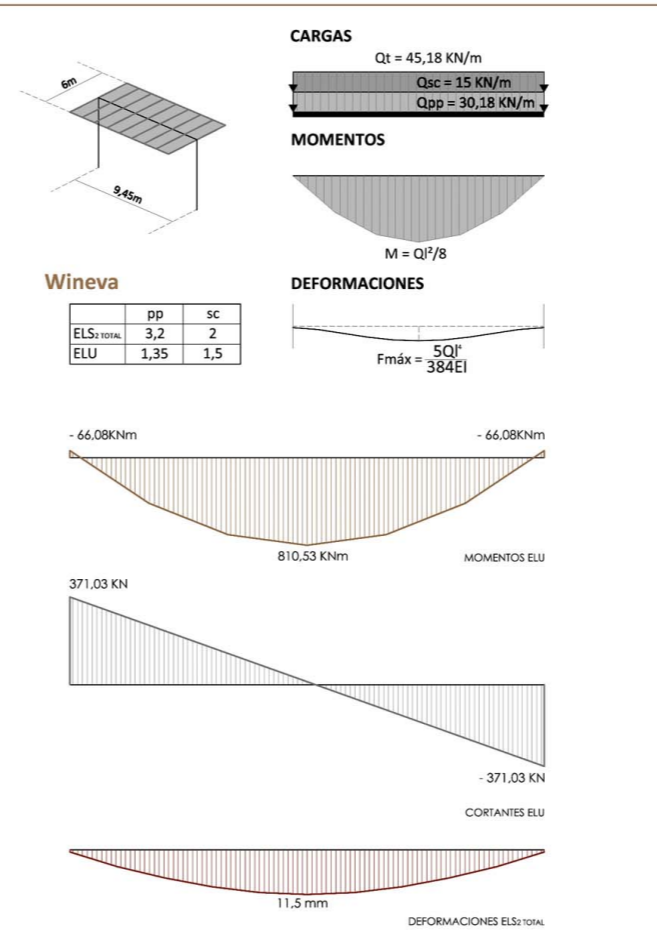 CARGAS
Qt = 45,18 KN/m
Qsc = 15 KN/m
Qpp = 30,18 KN/m
6m
9,45m
MOMENTOS
M = Ql²/8
Wineva
pp sc
ELS2 TOTAL 3,2 2
ELU 1,35 1,5
DEFORMACIONES
Fmáx = 5Ql⁴
384EI
- 66,08KNm - 66,08KNm
810,53 KNm
MOMENTOS ELU
371,03 KN
- 371,03 KN
CORTANTES ELU
11,5 mm
DEFORMACIONES ELS2 TOTAL